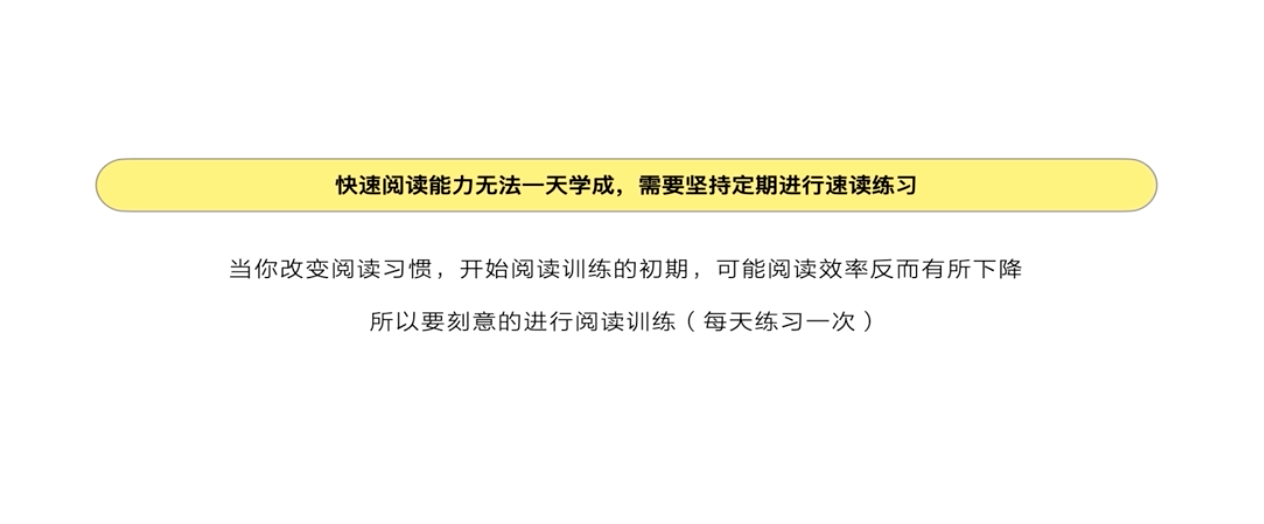 快速阅读能力无法一天学成，需要坚持定期进行速读练习
当你改变阅读习惯，开始阅读训练的初期，可能阅读效率反而有所下降
所以要刻意的进行阅读训练（每天练习一次）